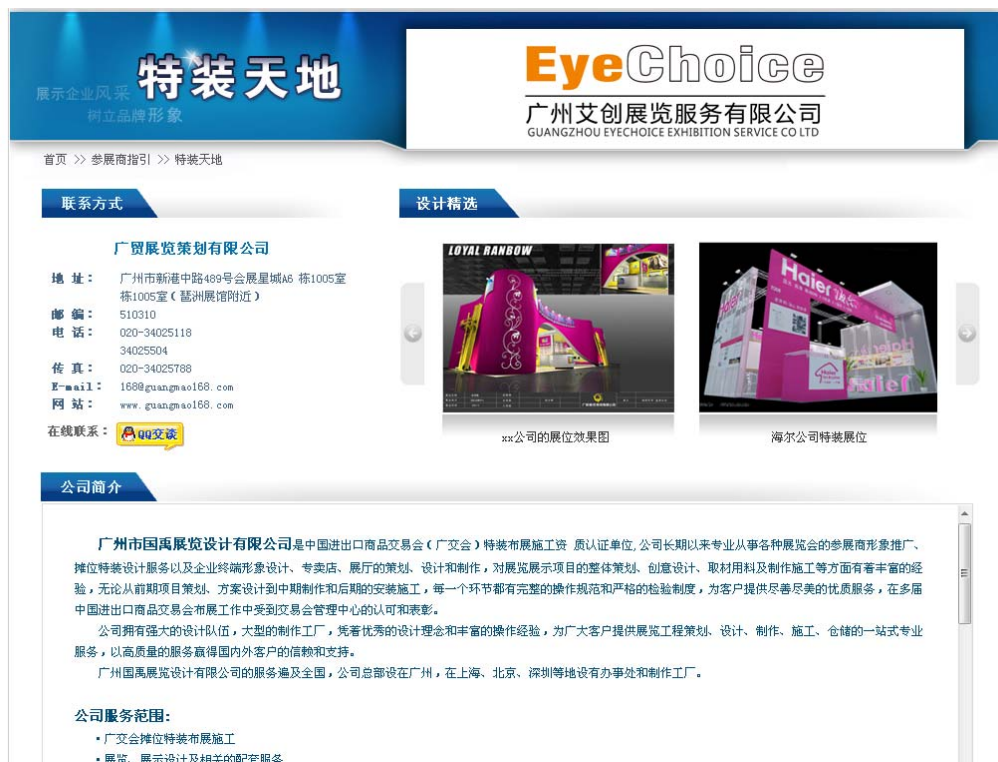 特装天地
展示企业风采
树立品牌形象
EyeChoice
广州艾创展览服务有限公司
GUANGZHOU EYECHOICE EXHIBITION SERVICE CO LTD
首页 >> 参展商指引 >> 特装天地
联系方式
广贸展览策划有限公司
地 址： 广州市新港中路489号会展星城A6 栋1005室
栋1005室（琶洲展馆附近）
邮 编： 510310
电 话： 020-34025118
34025504
传 真： 020-34025788
E-mail： 168@guangmao168.com
网 站： www.guangmao168.com
在线联系： QQ交谈
设计精选
LOYAL RANBOW
xx公司的展位效果图
Haier
Haier
Haier
海尔公司特装展位
公司简介
广州市国禹展览设计有限公司是中国进出口商品交易会（广交会）特装布展施工资 质认证单位,公司长期以来专业从事各种展览会的参展商形象推广、
摊位特装设计服务以及企业终端形象设计、专卖店、展厅的策划、设计和制作，对展览展示项目的整体策划、创意设计、取材用料及制作施工等方面有着丰富的经
验，无论从前期项目策划、方案设计到中期制作和后期的安装施工，每一个环节都有完整的操作规范和严格的检验制度，为客户提供尽善尽美的优质服务，在多届
中国进出口商品交易会布展工作中受到交易会管理中心的认可和表彰。
公司拥有强大的设计队伍，大型的制作工厂，凭着优秀的设计理念和丰富的操作经验，为广大客户提供展览工程策划、设计、制作、施工、仓储的一站式专业
服务，以高质量的服务赢得国内外客户的信赖和支持。
广州国禹展览设计有限公司的服务遍及全国，公司总部设在广州，在上海、北京、深圳等地设有办事处和制作工厂。
公司服务范围:
▪ 广交会摊位特装布展施工
▪ 展览、展示设计及相关的配套服务